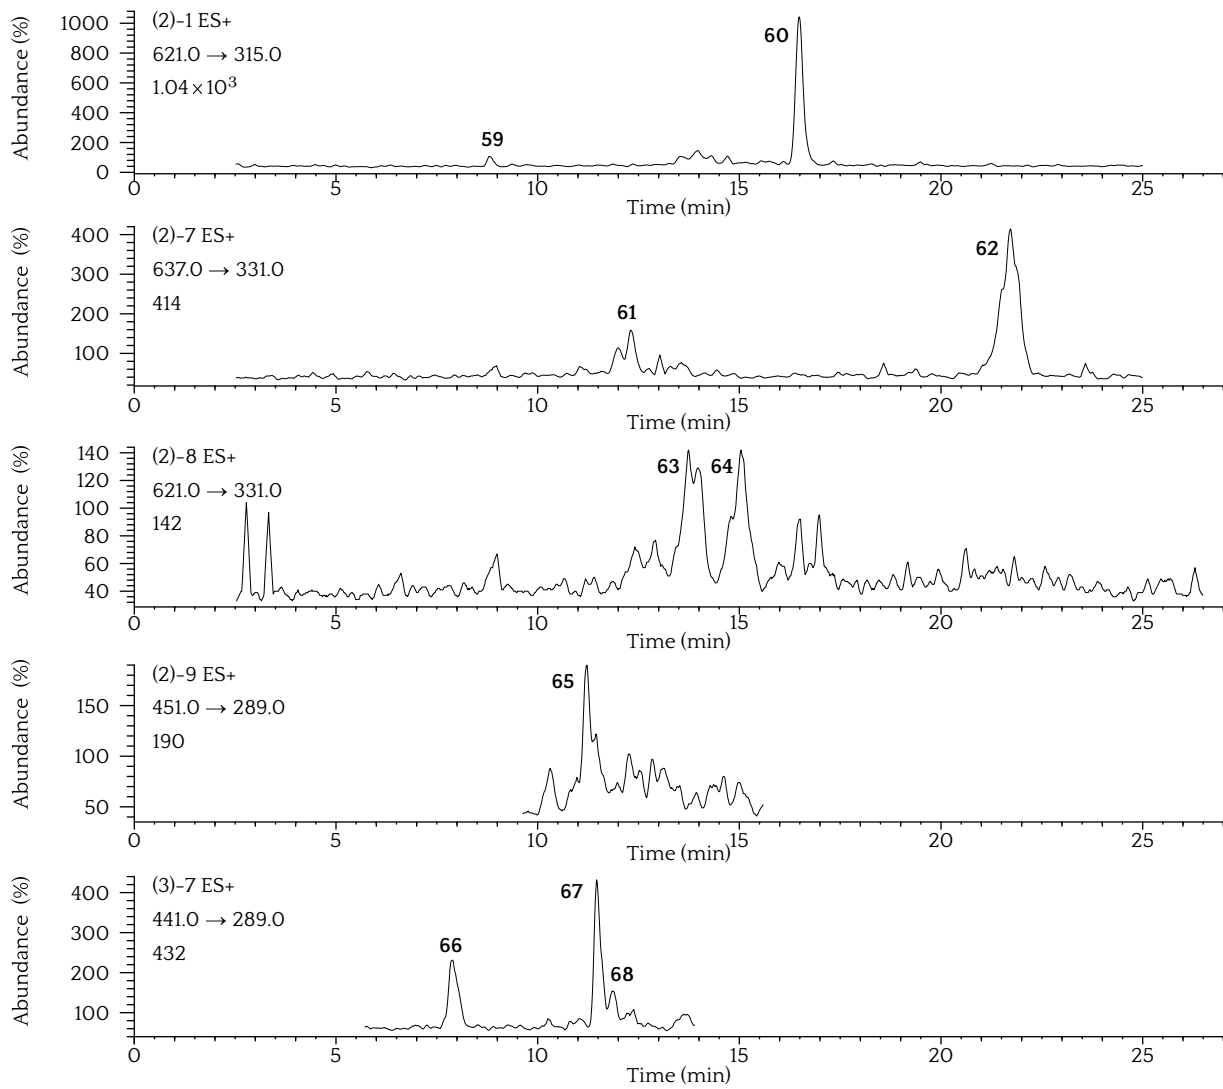 Abundance (%)
1000
800
600
400
200
0
(2)-1 ES+
621.0 → 315.0
1.04 × 10³
59
60
0 5 10 15 20 25
Time (min)
Abundance (%)
400
300
200
100
(2)-7 ES+
637.0 → 331.0
414
61
62
0 5 10 15 20 25
Time (min)
Abundance (%)
140
120
100
80
60
40
(2)-8 ES+
621.0 → 331.0
142
63 64
0 5 10 15 20 25
Time (min)
Abundance (%)
150
100
50
(2)-9 ES+
451.0 → 289.0
190
65
0 5 10 15 20 25
Time (min)
Abundance (%)
400
300
200
100
(3)-7 ES+
441.0 → 289.0
432
66
67
68
0 5 10 15 20 25
Time (min)